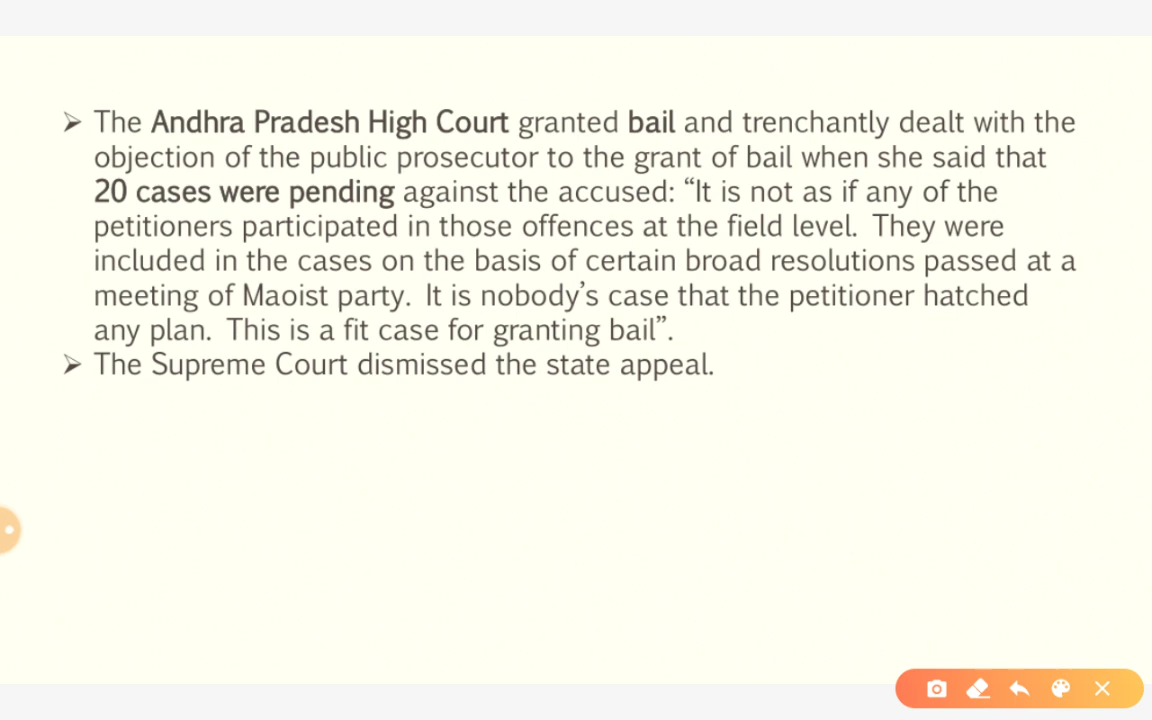 ➢ The Andhra Pradesh High Court granted bail and trenchantly dealt with the
objection of the public prosecutor to the grant of bail when she said that
20 cases were pending against the accused: “It is not as if any of the
petitioners participated in those offences at the field level. They were
included in the cases on the basis of certain broad resolutions passed at a
meeting of Maoist party. It is nobody’s case that the petitioner hatched
any plan. This is a fit case for granting bail”.
➢ The Supreme Court dismissed the state appeal.